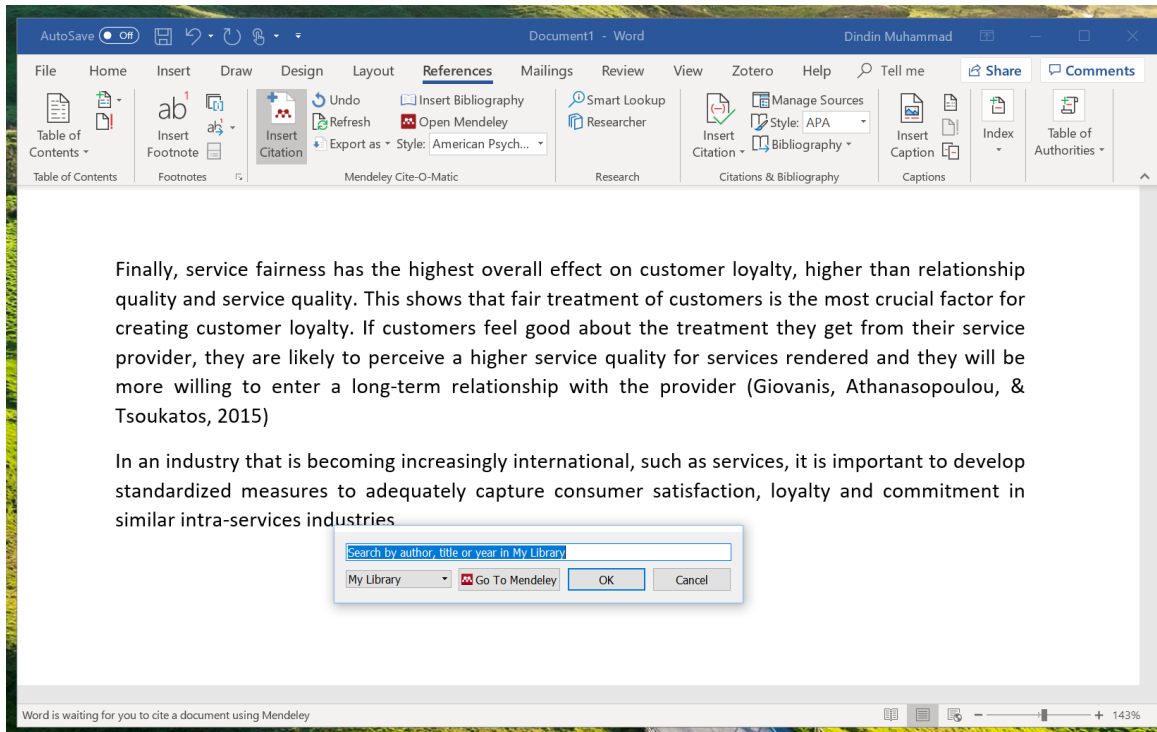 AutoSave Off Document1 - Word Dindin Muhammad
File Home Insert Draw Design Layout References Mailings Review View Zotero Help Tell me Share Comments
Table of Contents
Insert Footnote
Insert Citation
Undo
Refresh
Export as
Insert Bibliography
Open Mendeley
Style: American Psych...
Smart Lookup
Researcher
Insert Citation
Manage Sources
Style: APA
Bibliography
Insert Caption
Index
Table of Authorities
Table of Contents Footnotes Mendeley Cite-O-Matic Research Citations & Bibliography Captions
Finally, service fairness has the highest overall effect on customer loyalty, higher than relationship
quality and service quality. This shows that fair treatment of customers is the most crucial factor for
creating customer loyalty. If customers feel good about the treatment they get from their service
provider, they are likely to perceive a higher service quality for services rendered and they will be
more willing to enter a long-term relationship with the provider (Giovanis, Athanasopoulou, &
Tsoukatos, 2015)
In an industry that is becoming increasingly international, such as services, it is important to develop
standardized measures to adequately capture consumer satisfaction, loyalty and commitment in
similar intra-services industries
Search by author, title or year in My Library
My Library Go To Mendeley OK Cancel
Word is waiting for you to cite a document using Mendeley 143%